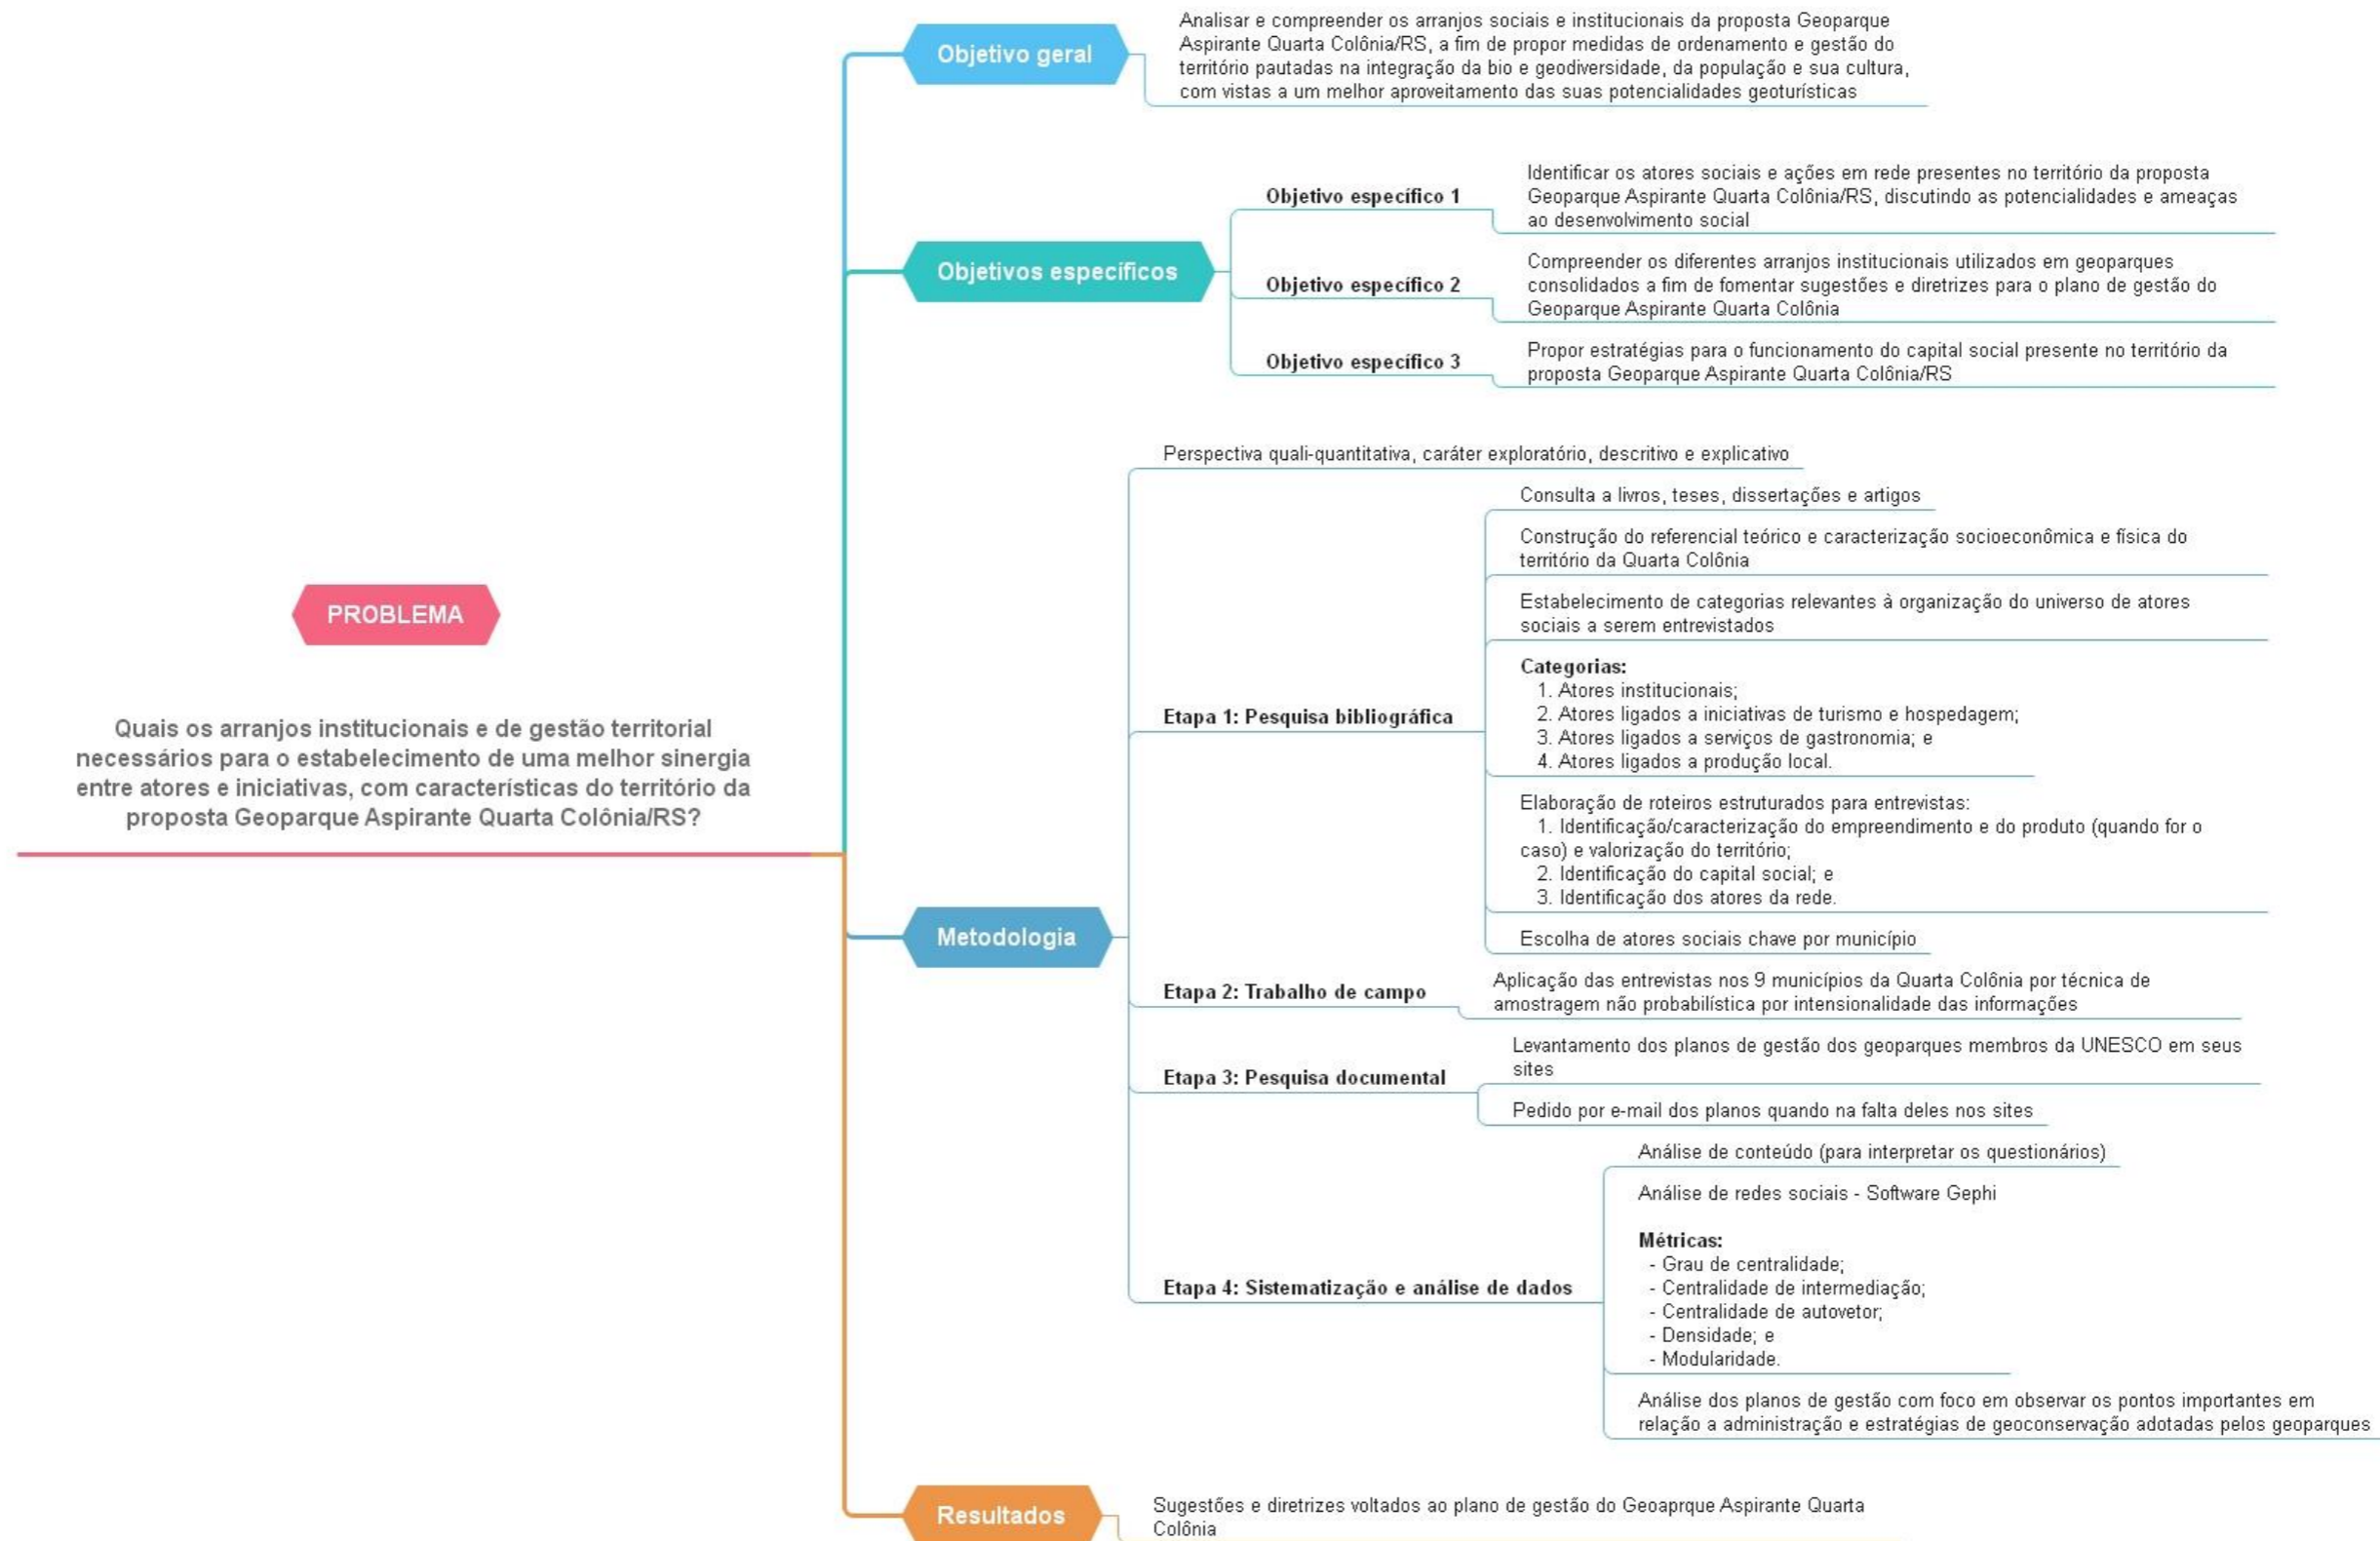 PROBLEMA
Quais os arranjos institucionais e de gestão territorial
necessários para o estabelecimento de uma melhor sinergia
entre atores e iniciativas, com características do território da
proposta Geoparque Aspirante Quarta Colônia/RS?
Objetivo geral
Analisar e compreender os arranjos sociais e institucionais da proposta Geoparque
Aspirante Quarta Colônia/RS, a fim de propor medidas de ordenamento e gestão do
território pautadas na integração da bio e geodiversidade, da população e sua cultura,
com vistas a um melhor aproveitamento das suas potencialidades geoturísticas
Objetivos específicos
Objetivo específico 1
Identificar os atores sociais e ações em rede presentes no território da proposta
Geoparque Aspirante Quarta Colônia/RS, discutindo as potencialidades e ameaças
ao desenvolvimento social
Objetivo específico 2
Compreender os diferentes arranjos institucionais utilizados em geoparques
consolidados a fim de fomentar sugestões e diretrizes para o plano de gestão do
Geoparque Aspirante Quarta Colônia
Objetivo específico 3
Propor estratégias para o funcionamento do capital social presente no território da
proposta Geoparque Aspirante Quarta Colônia/RS
Metodologia
Perspectiva quali-quantitativa, caráter exploratório, descritivo e explicativo
Etapa 1: Pesquisa bibliográfica
Consulta a livros, teses, dissertações e artigos
Construção do referencial teórico e caracterização socioeconômica e física do
território da Quarta Colônia
Estabelecimento de categorias relevantes à organização do universo de atores
sociais a serem entrevistados
Categorias:
1. Atores institucionais;
2. Atores ligados a iniciativas de turismo e hospedagem;
3. Atores ligados a serviços de gastronomia; e
4. Atores ligados a produção local.
Elaboração de roteiros estruturados para entrevistas:
1. Identificação/caracterização do empreendimento e do produto (quando for o
caso) e valorização do território;
2. Identificação do capital social; e
3. Identificação dos atores da rede.
Escolha de atores sociais chave por município
Etapa 2: Trabalho de campo
Aplicação das entrevistas nos 9 municípios da Quarta Colônia por técnica de
amostragem não probabilística por intensionalidade das informações
Etapa 3: Pesquisa documental
Levantamento dos planos de gestão dos geoparques membros da UNESCO em seus
sites
Pedido por e-mail dos planos quando na falta deles nos sites
Etapa 4: Sistematização e análise de dados
Análise de conteúdo (para interpretar os questionários)
Análise de redes sociais - Software Gephi
Métricas:
- Grau de centralidade;
- Centralidade de intermediação;
- Centralidade de autovetor;
- Densidade; e
- Modularidade.
Análise dos planos de gestão com foco em observar os pontos importantes em
relação a administração e estratégias de geoconservação adotadas pelos geoparques
Resultados
Sugestões e diretrizes voltados ao plano de gestão do Geoaprque Aspirante Quarta
Colônia